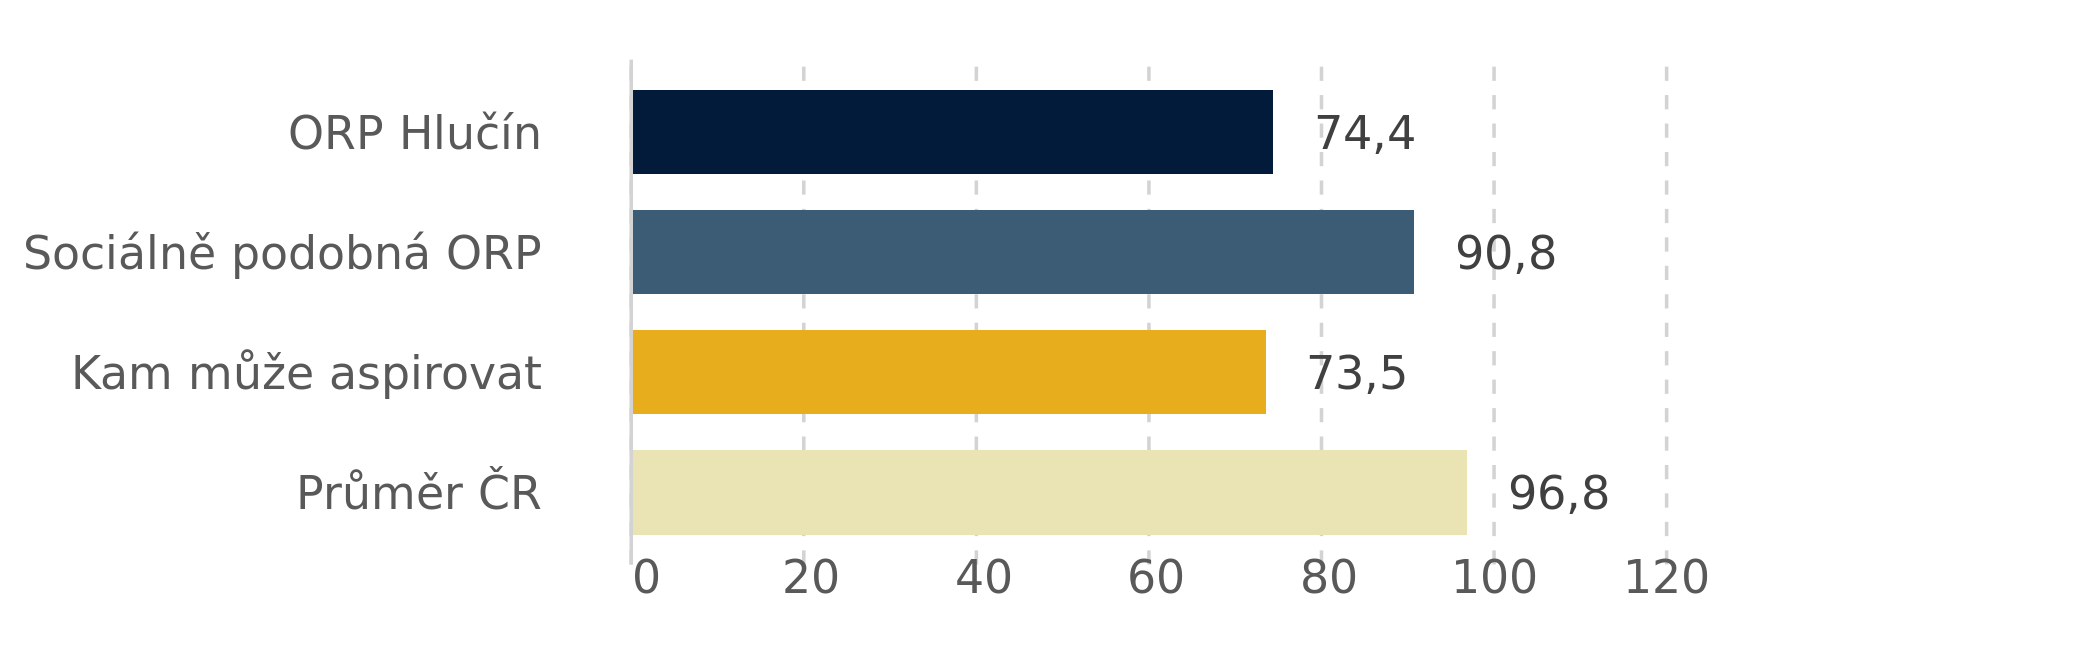 ORP Hlučín 74,4
Sociálně podobná ORP 90,8
Kam může aspirovat 73,5
Průměr ČR 96,8
0 20 40 60 80 100 120